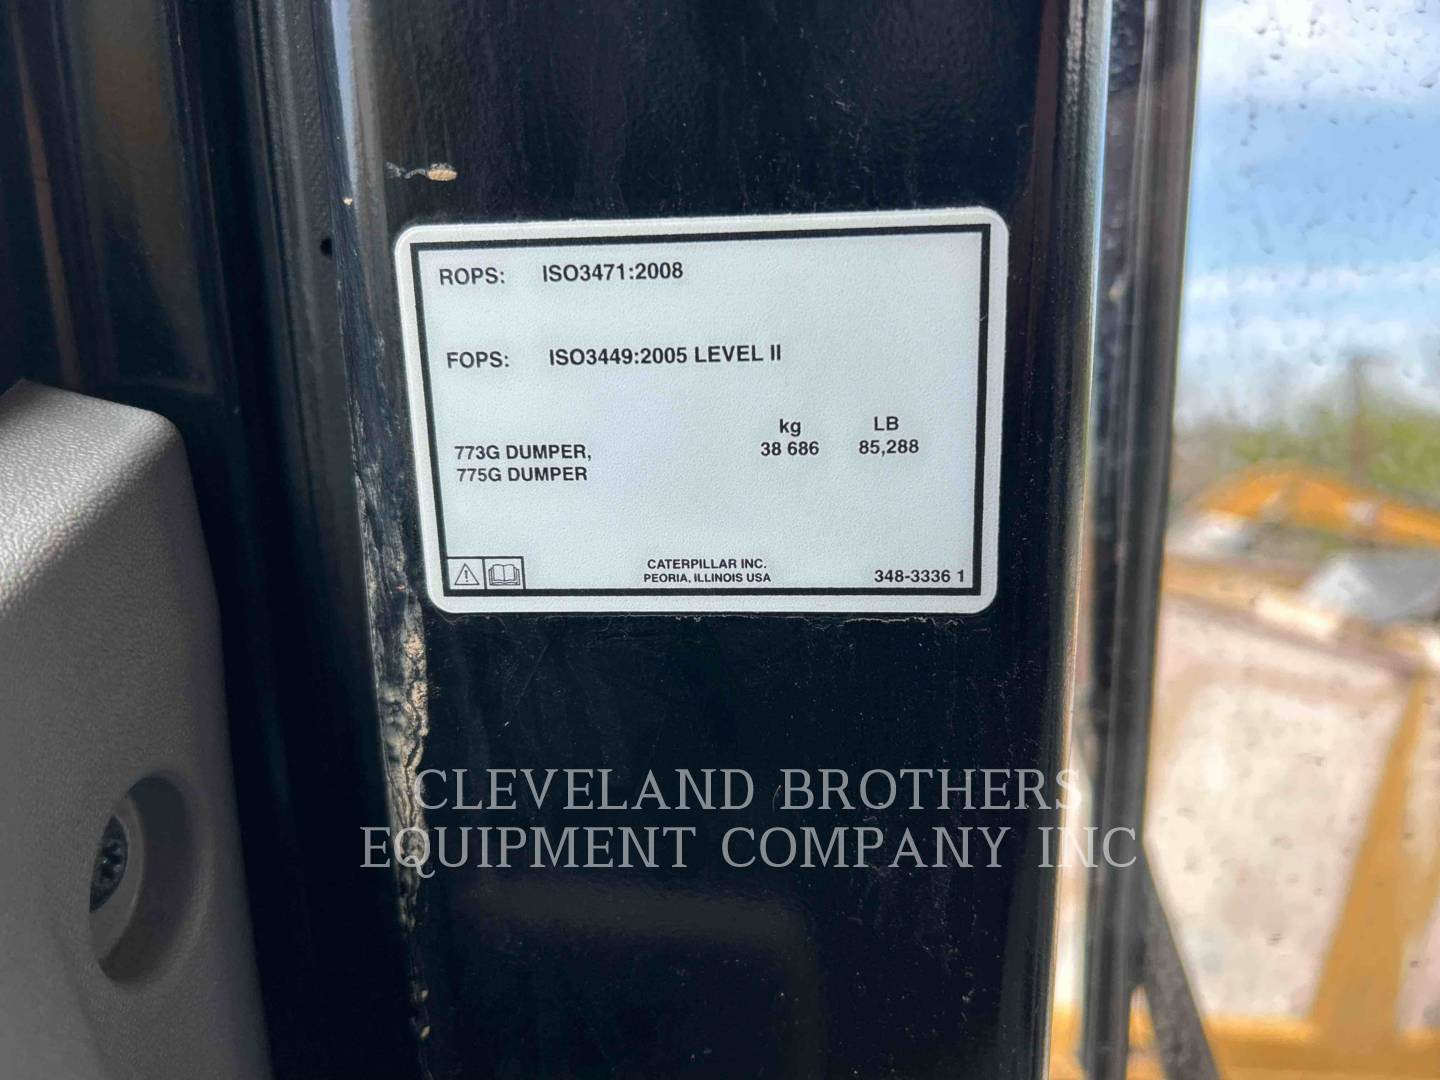 ROPS: ISO3471:2008
FOPS: ISO3449:2005 LEVEL II
kg LB
773G DUMPER, 38 686 85,288
775G DUMPER
CATERPILLAR INC.
PEORIA, ILLINOIS USA 348-3336 1
CLEVELAND BROTHERS
EQUIPMENT COMPANY INC